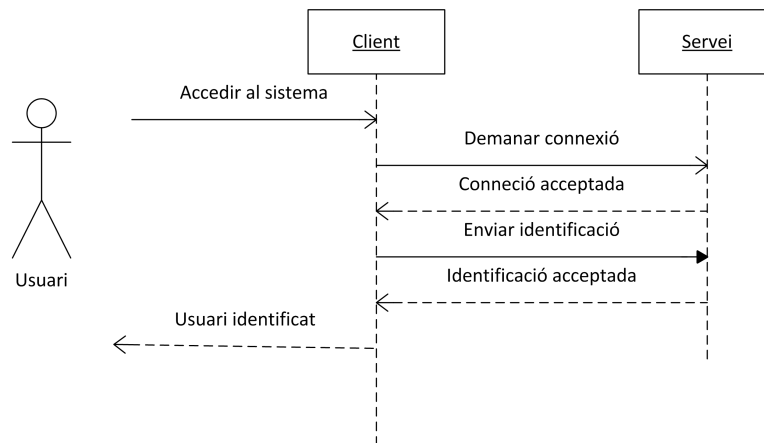 Client
Servei
Accedir al sistema
Demanar connexió
Conneció acceptada
Enviar identificació
Identificació acceptada
Usuari identificat
Usuari